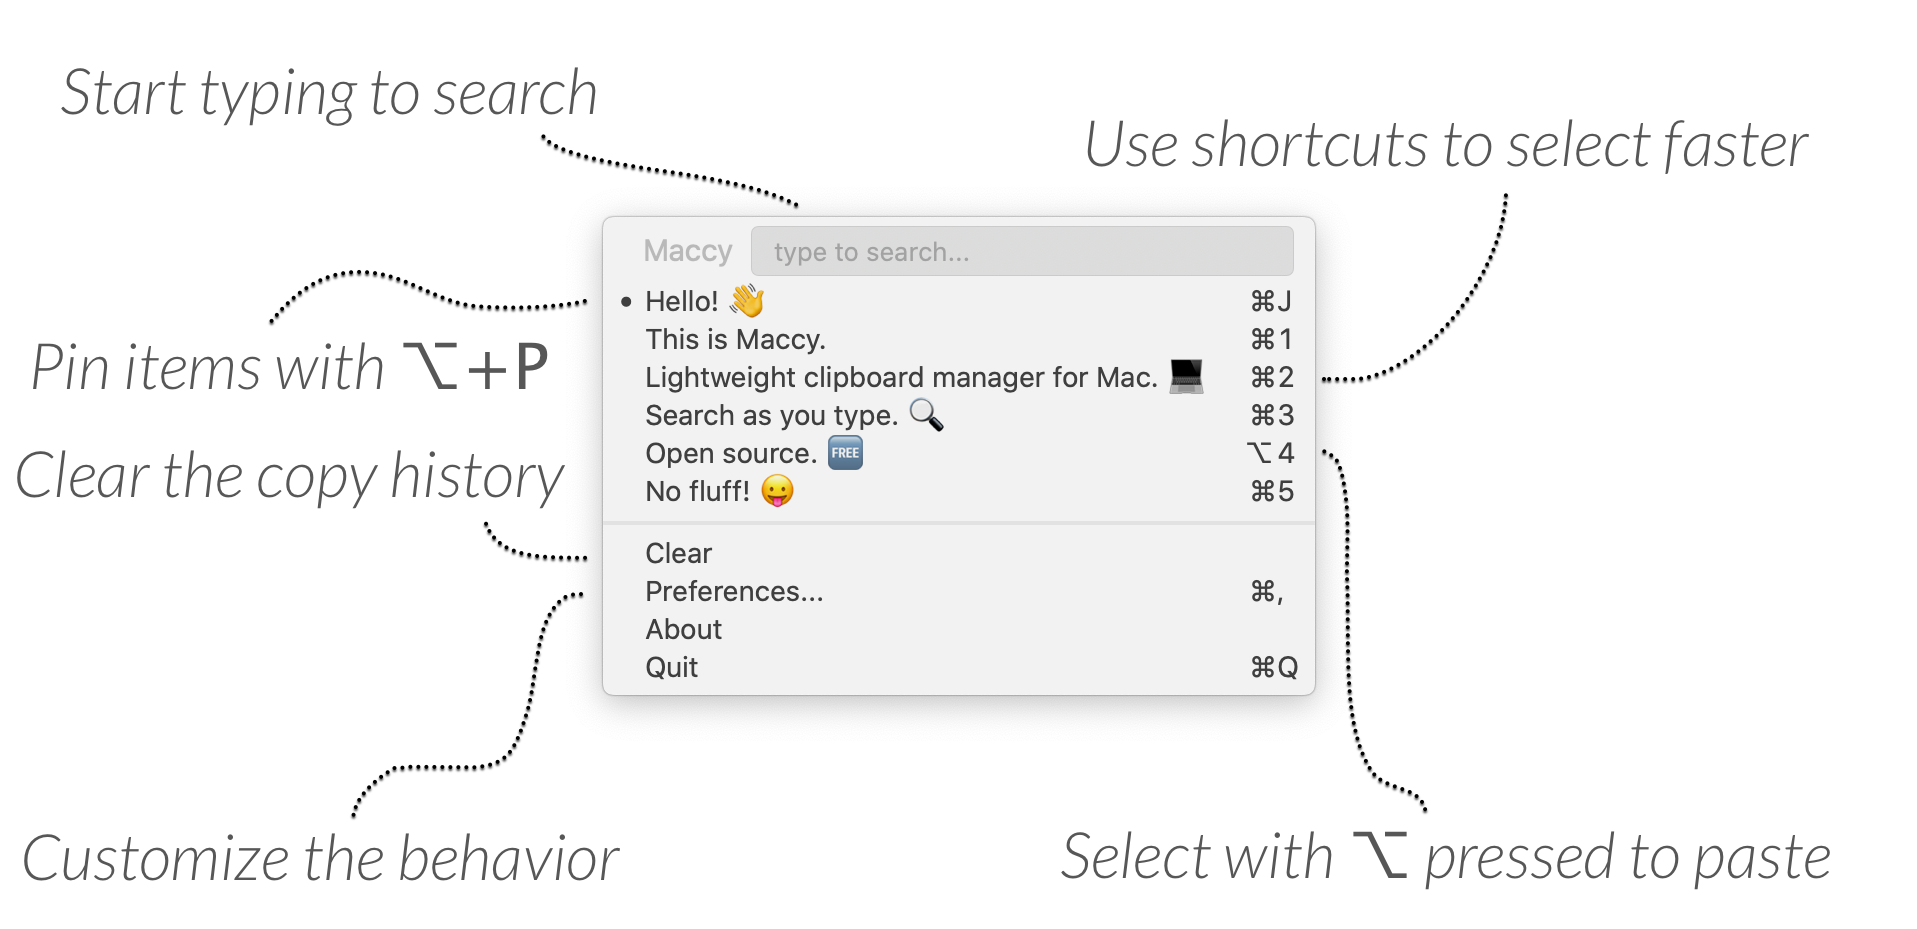 Start typing to search
Use shortcuts to select faster
Maccy type to search...
• Hello! 👋 ⌘J
This is Maccy. ⌘1
Lightweight clipboard manager for Mac. 💻 ⌘2
Search as you type. 🔍 ⌘3
Open source. 🆓 ⌥4
No fluff! 😛 ⌘5
Clear
Preferences... ⌘,
About
Quit ⌘Q
Pin items with ⌥+P
Clear the copy history
Customize the behavior
Select with ⌥ pressed to paste